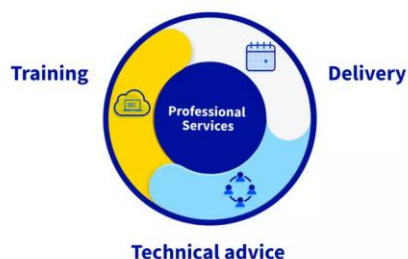 Training
Delivery
Professional
Services
Technical advice